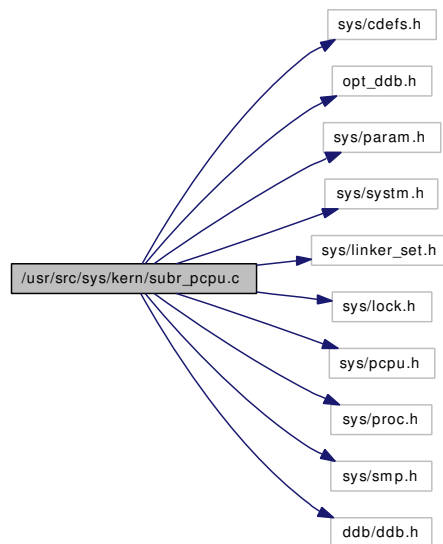 sys/cdefs.h
opt_ddb.h
sys/param.h
sys/systm.h
sys/linker_set.h
/usr/src/sys/kern/subr_pcpu.c
sys/lock.h
sys/pcpu.h
sys/proc.h
sys/smp.h
ddb/ddb.h